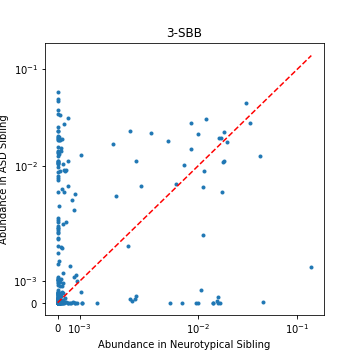 3-SBB
Abundance in ASD Sibling
10⁻¹
10⁻²
10⁻³
0
0 10⁻³ 10⁻² 10⁻¹
Abundance in Neurotypical Sibling